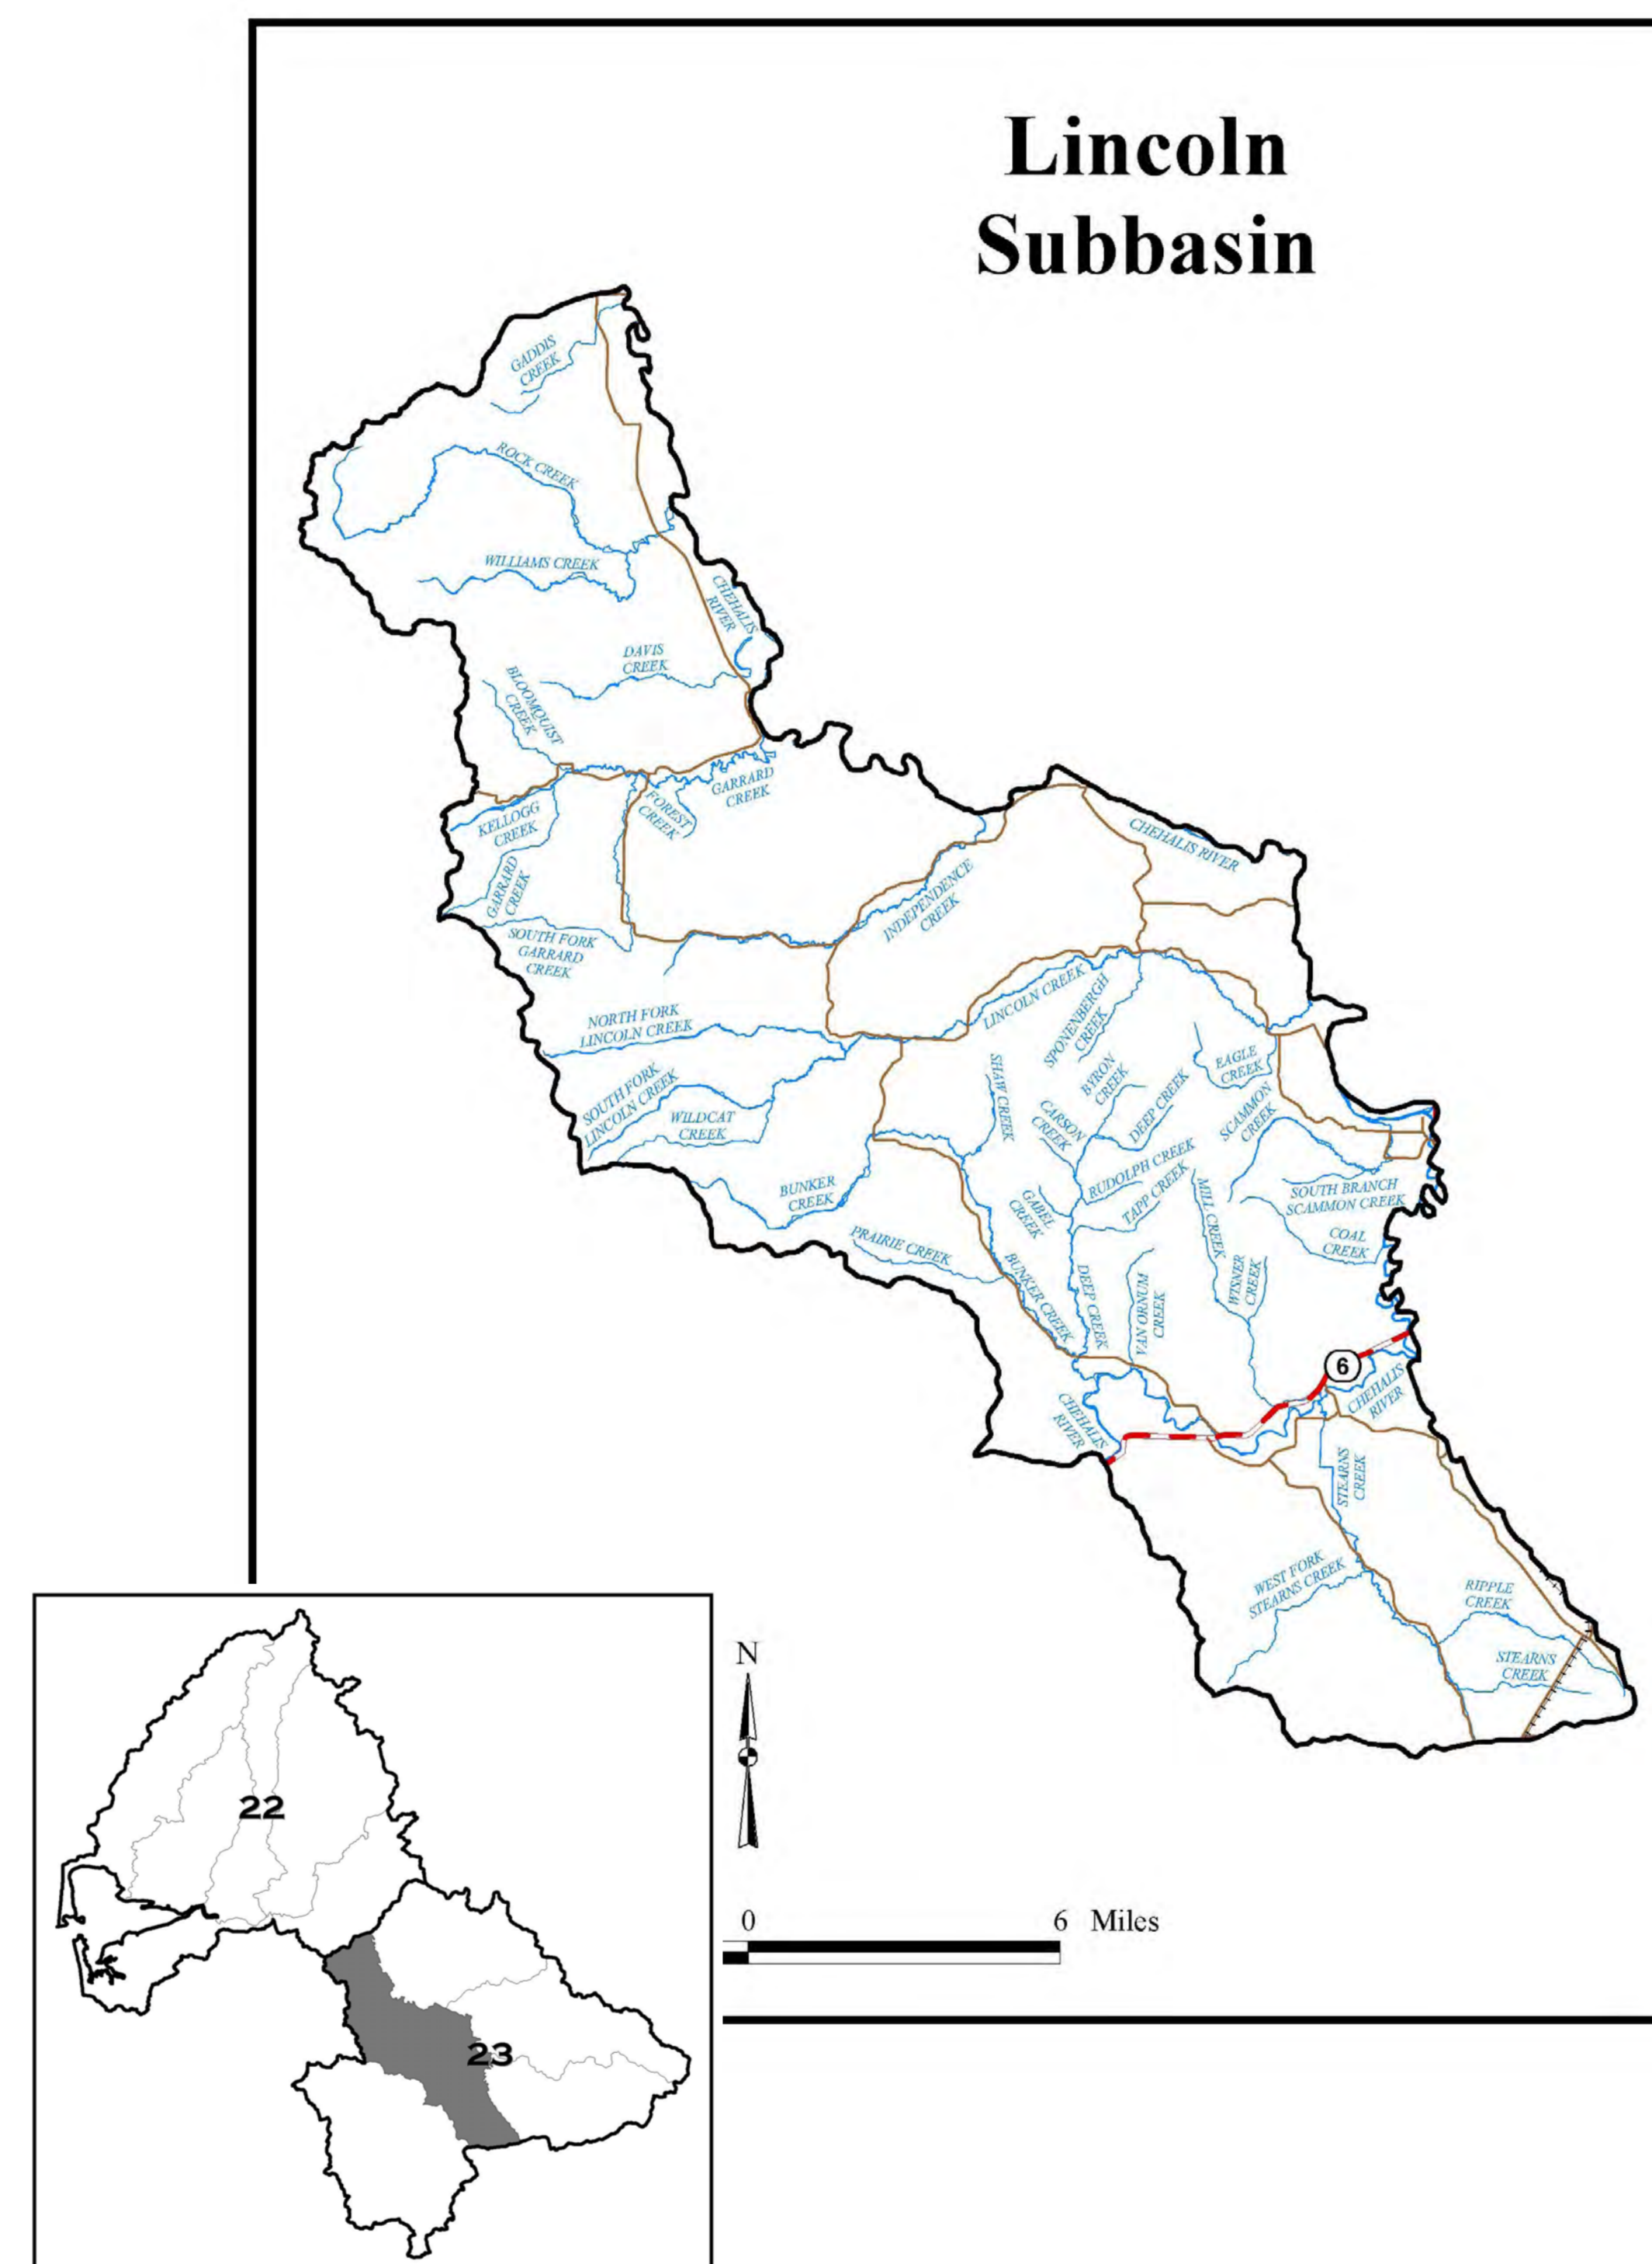 Lincoln
Subbasin
GADDIS
CREEK
ROCK CREEK
WILLIAMS CREEK
CHEHALIS
RIVER
DAVIS
CREEK
BLOOMQUIST
CREEK
GARRARD
CREEK
FOREST
CREEK
KELLOGG
CREEK
GARRARD
CREEK
SOUTH FORK
GARRARD
CREEK
CHEHALIS RIVER
INDEPENDENCE
CREEK
NORTH FORK
LINCOLN CREEK
LINCOLN CREEK
SPONENBERGH
CREEK
SOUTH FORK
LINCOLN CREEK
WILDCAT
CREEK
SHAW CREEK
BYRON
CREEK
EAGLE
CREEK
CARSON
CREEK
DEEP CREEK
SCAMMON
CREEK
RUDOLPH CREEK
TAPP CREEK
BUNKER
CREEK
GABEL
CREEK
MILL CREEK
SOUTH BRANCH
SCAMMON CREEK
COAL
CREEK
PRAIRIE CREEK
BUNKER CREEK
DEEP CREEK
VAN ORNUM
CREEK
WISNER
CREEK
6
CHEHALIS
RIVER
CHEHALIS
RIVER
STEARNS
CREEK
WEST FORK
STEARNS CREEK
RIPPLE
CREEK
STEARNS
CREEK
N
0 6 Miles
22
23